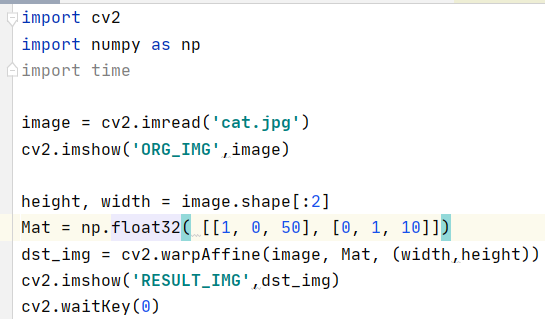 import cv2
import numpy as np
import time
image = cv2.imread('cat.jpg')
cv2.imshow('ORG_IMG',image)
height, width = image.shape[:2]
Mat = np.float32( [[1, 0, 50], [0, 1, 10]])
dst_img = cv2.warpAffine(image, Mat, (width,height))
cv2.imshow('RESULT_IMG',dst_img)
cv2.waitKey(0)